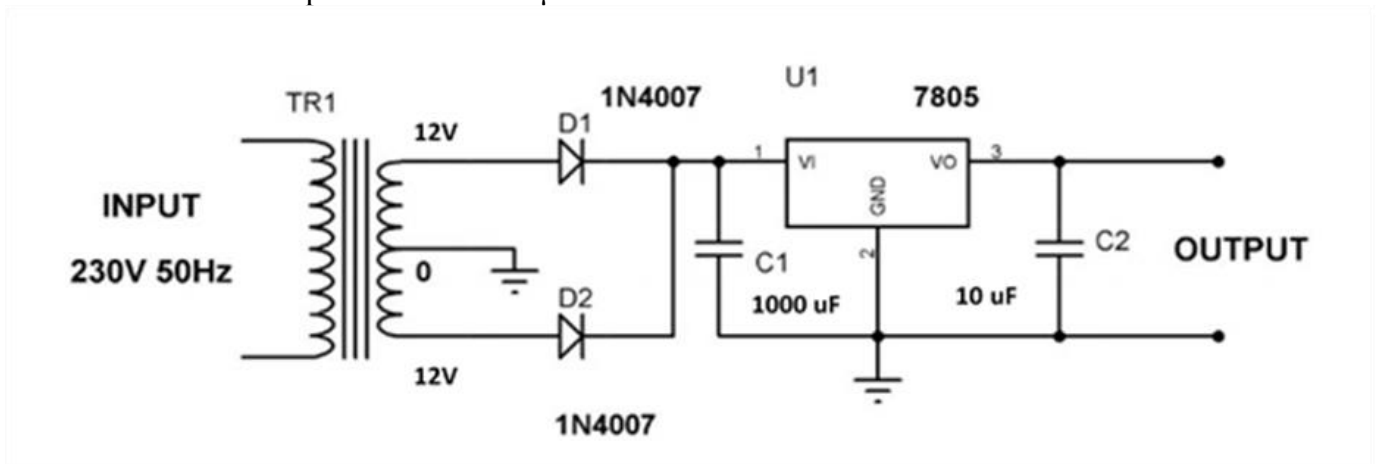 TR1
INPUT
230V 50Hz
12V
0
12V
D1
1N4007
D2
1N4007
C1
1000 uF
U1
7805
1
VI
VO
3
GND
2
C2
10 uF
OUTPUT